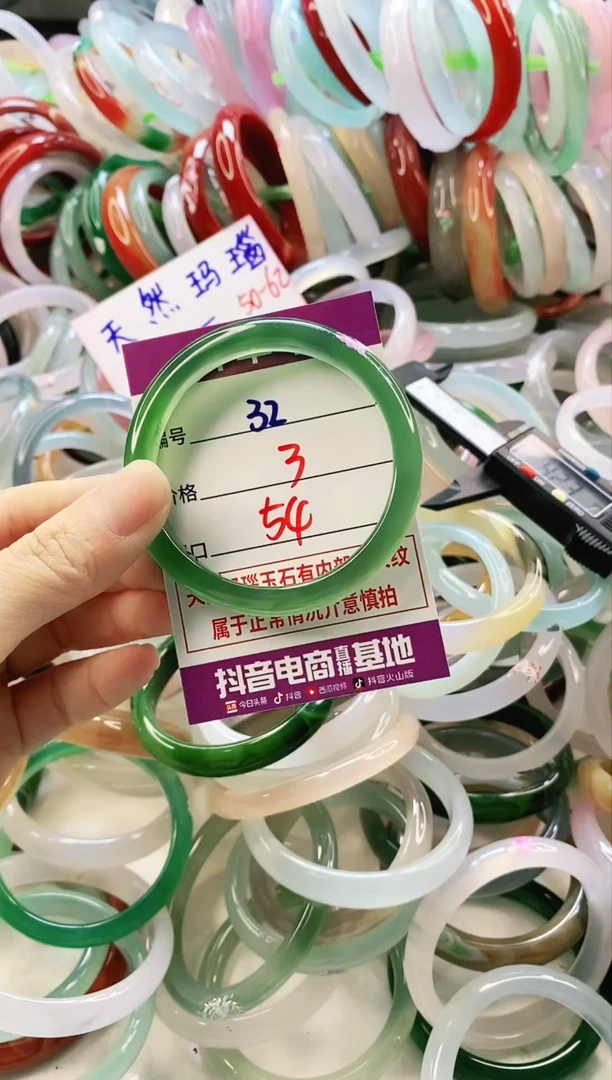 天然玛瑙
50-62
编号 32
价格 3
口 54
玉石有内部 纹
属于正常情况介意慎拍
抖音电商直播基地
今日头条 抖音 西瓜视频 抖音火山版